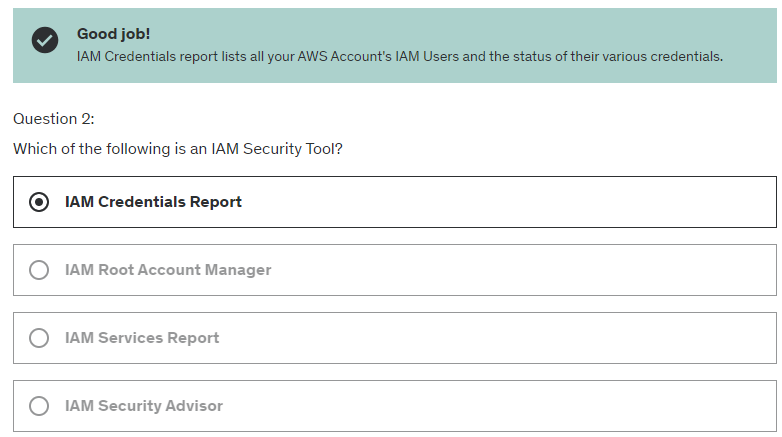 Good job!
IAM Credentials report lists all your AWS Account's IAM Users and the status of their various credentials.
Question 2:
Which of the following is an IAM Security Tool?
IAM Credentials Report
IAM Root Account Manager
IAM Services Report
IAM Security Advisor